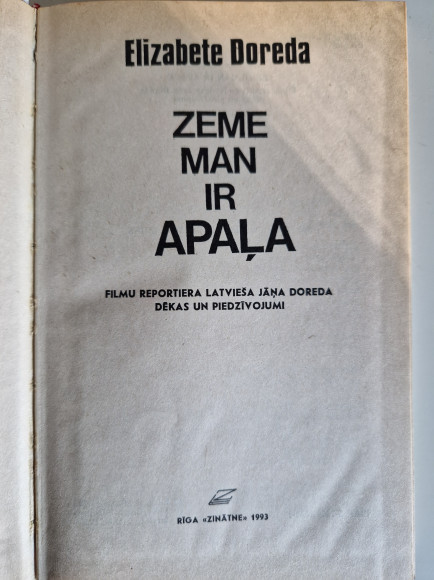 Elizabete Doreda
ZEME
MAN
IR
APAĻA
FILMU REPORTIERA LATVIEŠA JĀŅA DOREDA
DĒKAS UN PIEDZĪVOJUMI
RĪGA «ZINĀTNE» 1993